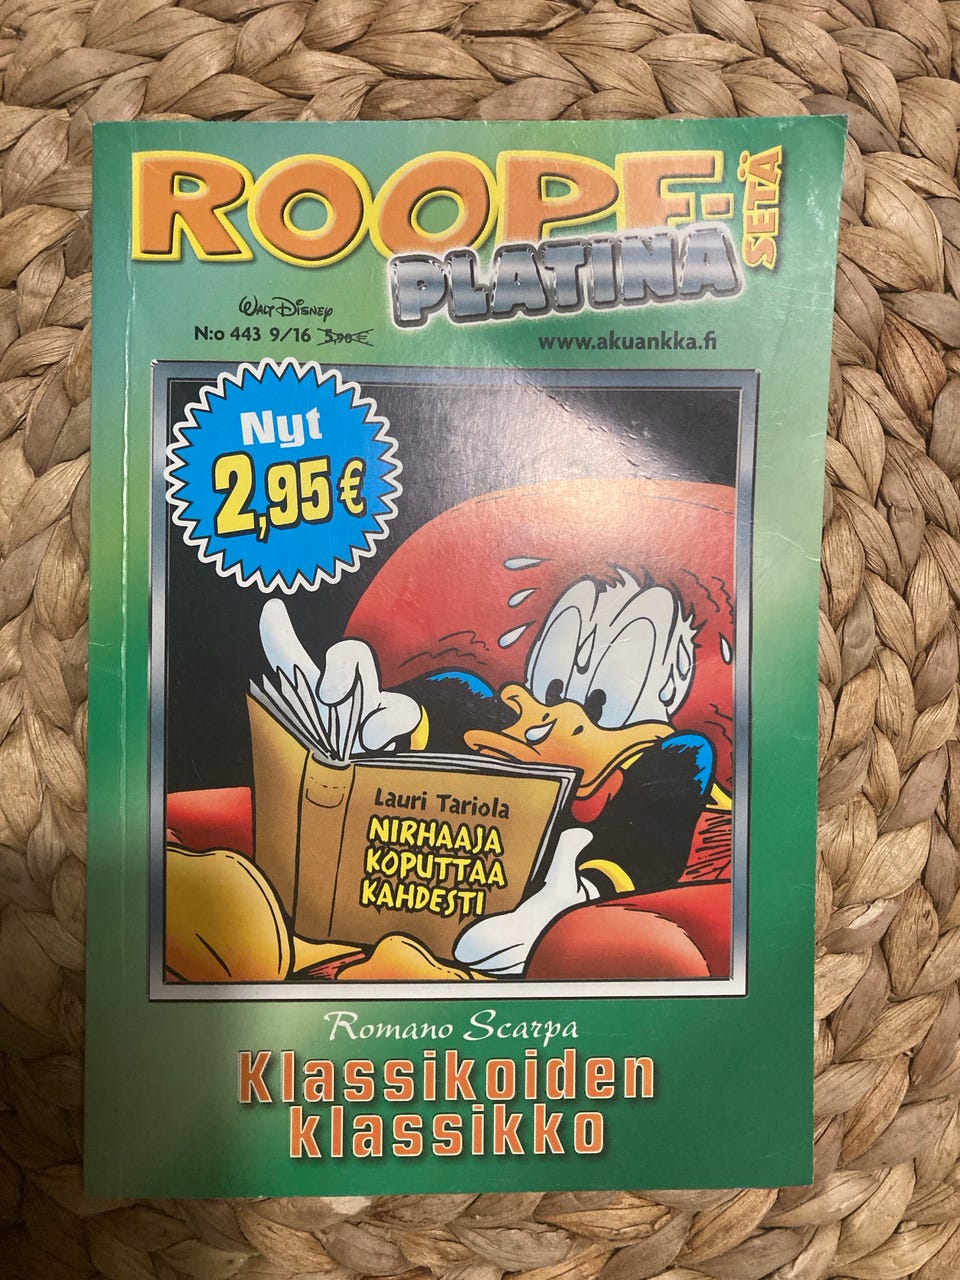 ROOPE-SETÄ
PLATINA
Walt Disney
N:o 443 9/16 5,90€
www.akuankka.fi
Nyt
2,95€
Lauri Tariola
NIRHAAJA
KOPUTTAA
KAHDESTI
Romano Scarpa
Klassikoiden
klassikko